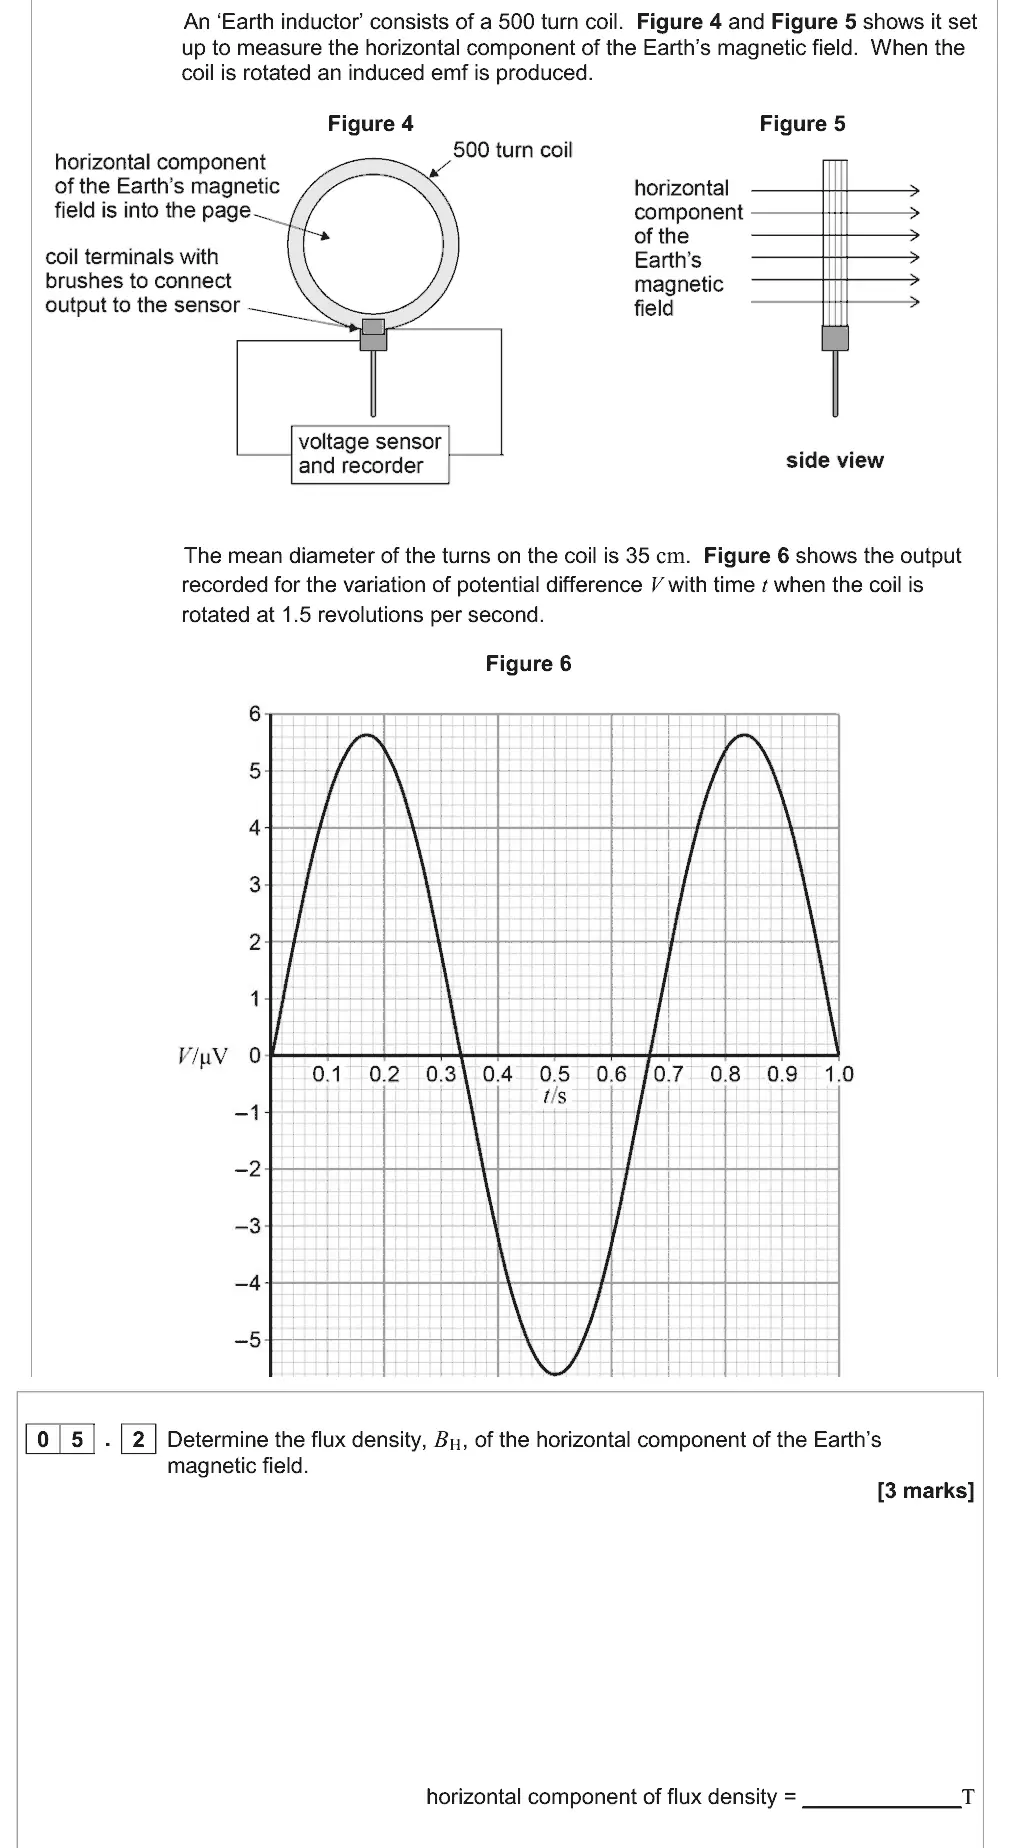 An ‘Earth inductor’ consists of a 500 turn coil. Figure 4 and Figure 5 shows it set
up to measure the horizontal component of the Earth’s magnetic field. When the
coil is rotated an induced emf is produced.
Figure 4
Figure 5
500 turn coil
horizontal component
of the Earth’s magnetic
field is into the page
coil terminals with
brushes to connect
output to the sensor
voltage sensor
and recorder
horizontal
component
of the
Earth’s
magnetic
field
side view
The mean diameter of the turns on the coil is 35 cm. Figure 6 shows the output
recorded for the variation of potential difference V with time t when the coil is
rotated at 1.5 revolutions per second.
Figure 6
6
5
4
3
2
1
V/µV 0
0.1 0.2 0.3 0.4 0.5 0.6 0.7 0.8 0.9 1.0
t/s
–1
–2
–3
–4
–5
0 5 . 2 Determine the flux density, B_H, of the horizontal component of the Earth’s
magnetic field.
[3 marks]
horizontal component of flux density = ____________T